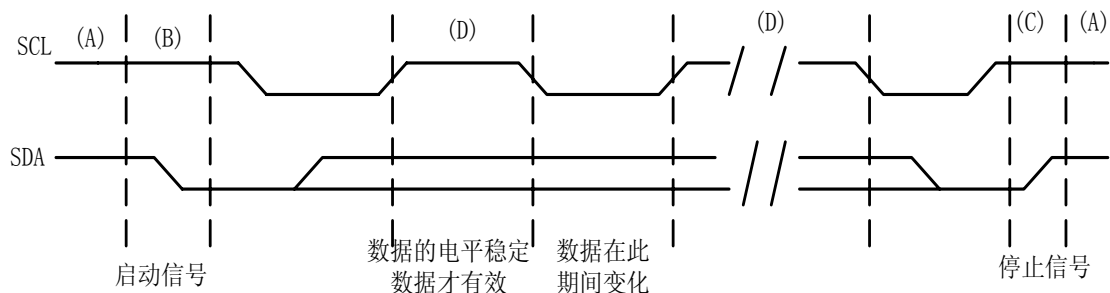 (A) (B) (D) (D) (C) (A)
SCL
SDA
数据的电平稳定
数据才有效
数据在此
期间变化
启动信号
停止信号